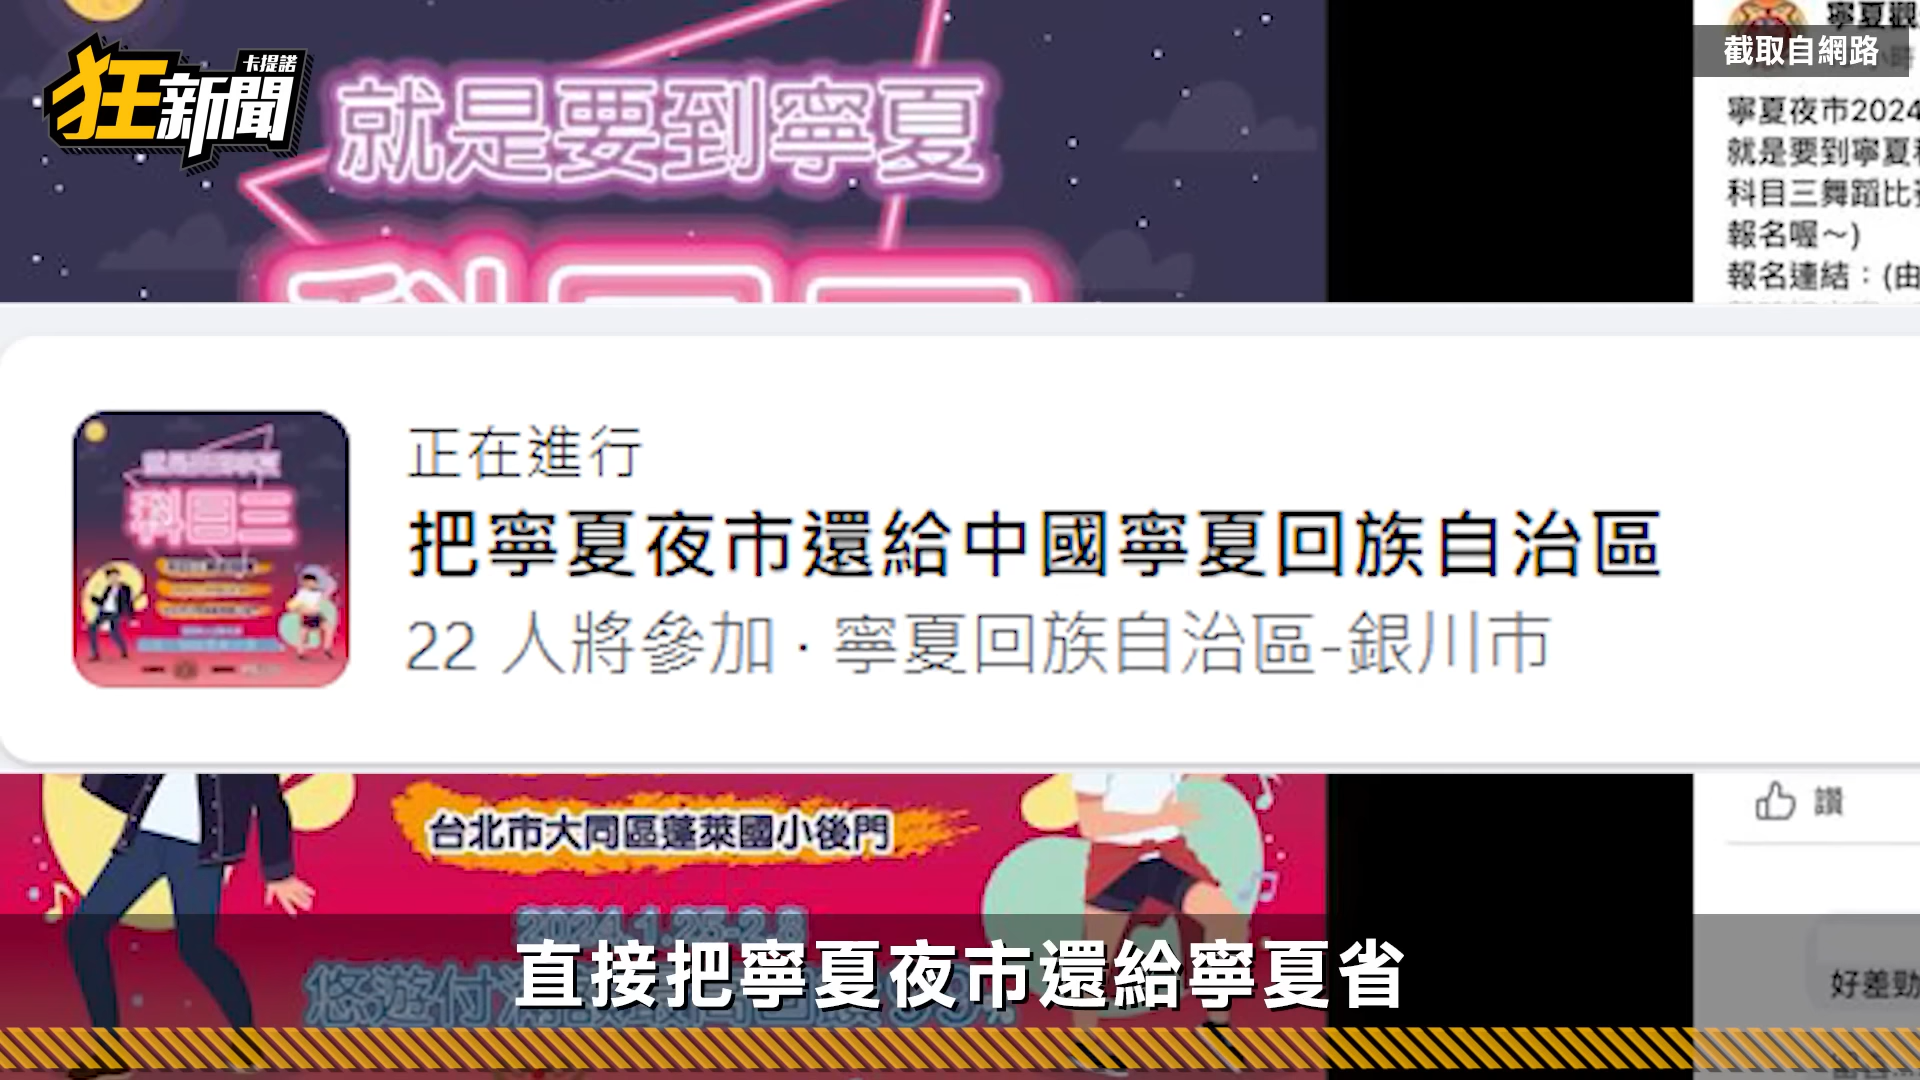 卡提諾
狂新聞
就是要到寧夏
截取自網路
寧夏夜市2024
就是要到寧夏
科目三舞蹈比
報名喔～)
報名連結：(由
正在進行
把寧夏夜市還給中國寧夏回族自治區
22 人將參加 · 寧夏回族自治區-銀川市
科目三
台北市大同區蓬萊國小後門
讚
好差勁
直接把寧夏夜市還給寧夏省